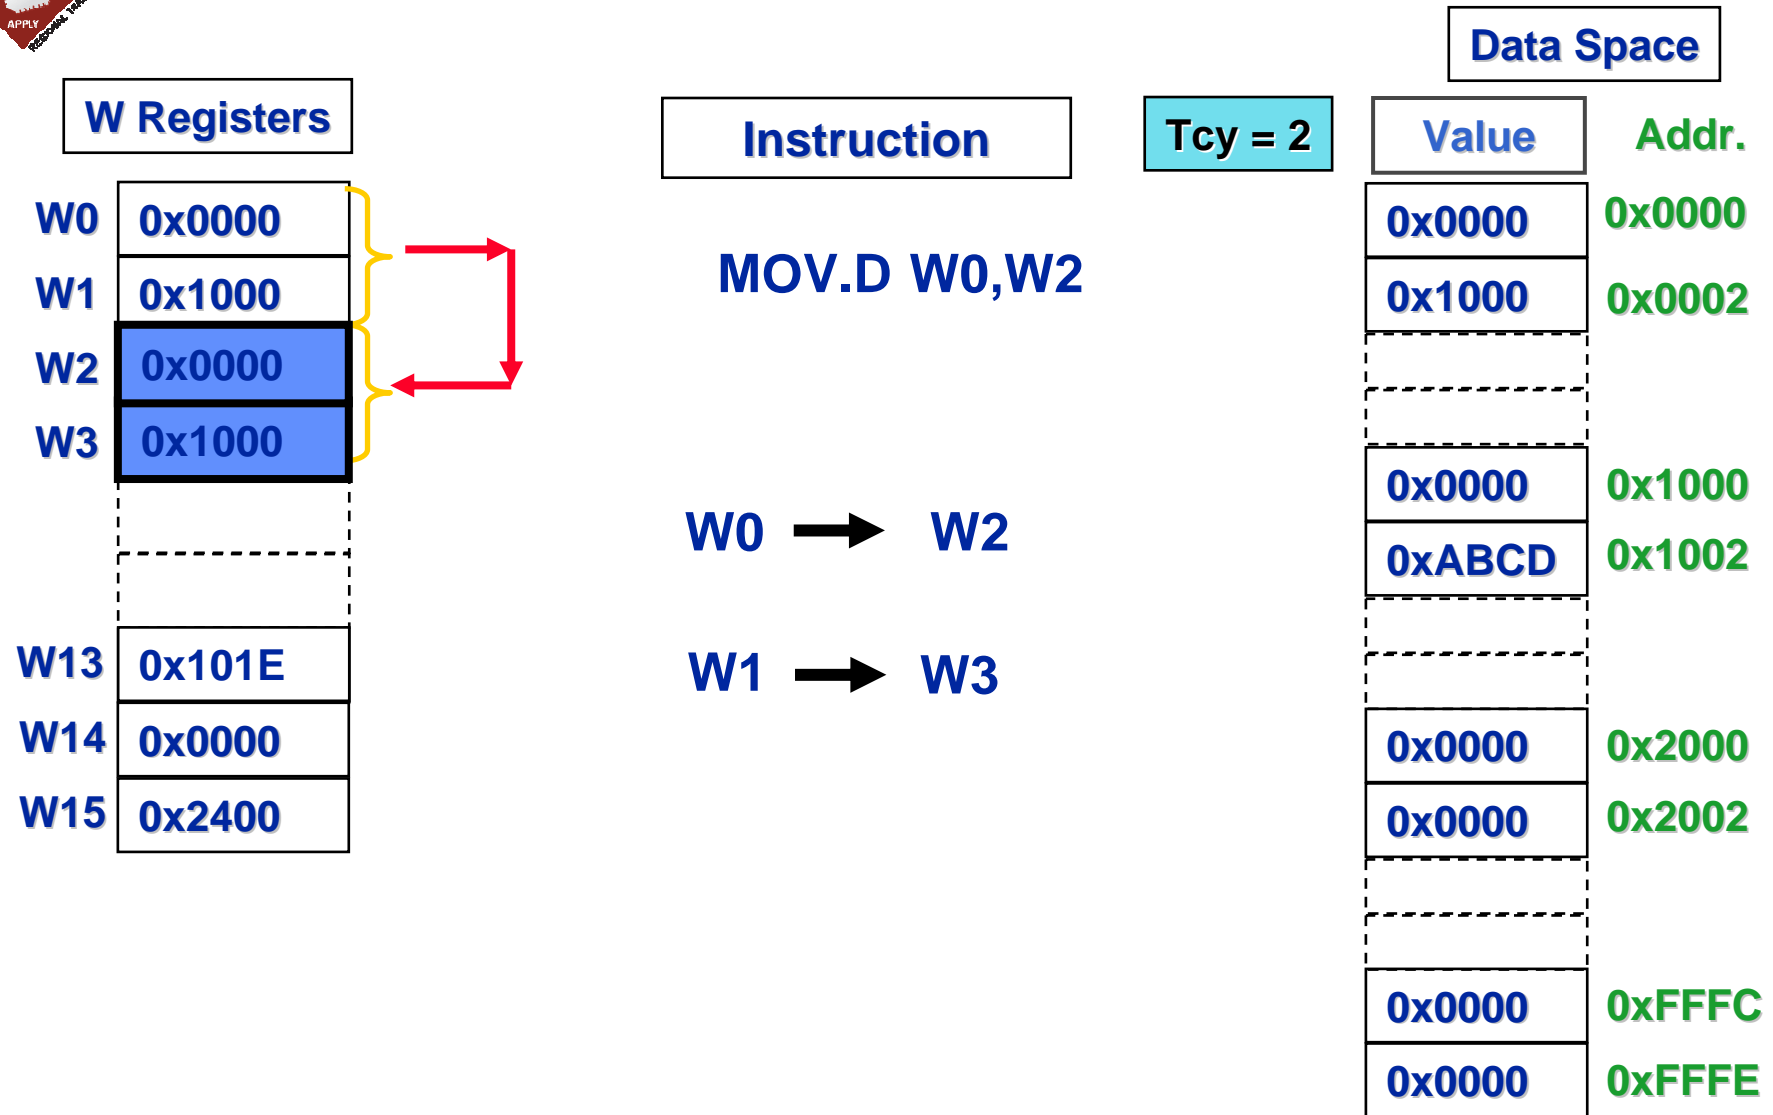 APPLY
Data Space
W Registers
Instruction
Tcy = 2
Value
Addr.
W0 0x0000
W1 0x1000
W2 0x0000
W3 0x1000
W13 0x101E
W14 0x0000
W15 0x2400
MOV.D W0,W2
W0 W2
W1 W3
0x0000 0x0000
0x1000 0x0002
0x0000 0x1000
0xABCD 0x1002
0x0000 0x2000
0x0000 0x2002
0x0000 0xFFFC
0x0000 0xFFFE